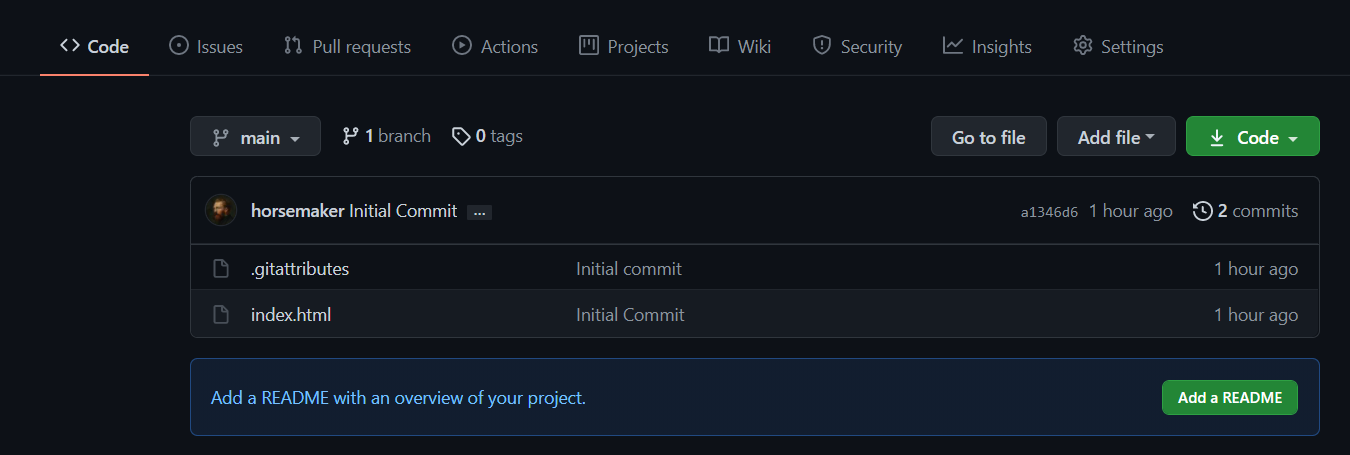 Code Issues Pull requests Actions Projects Wiki Security Insights Settings
main 1 branch 0 tags Go to file Add file Code
horsemaker Initial Commit ... a1346d6 1 hour ago 2 commits
.gitattributes Initial commit 1 hour ago
index.html Initial Commit 1 hour ago
Add a README with an overview of your project. Add a README